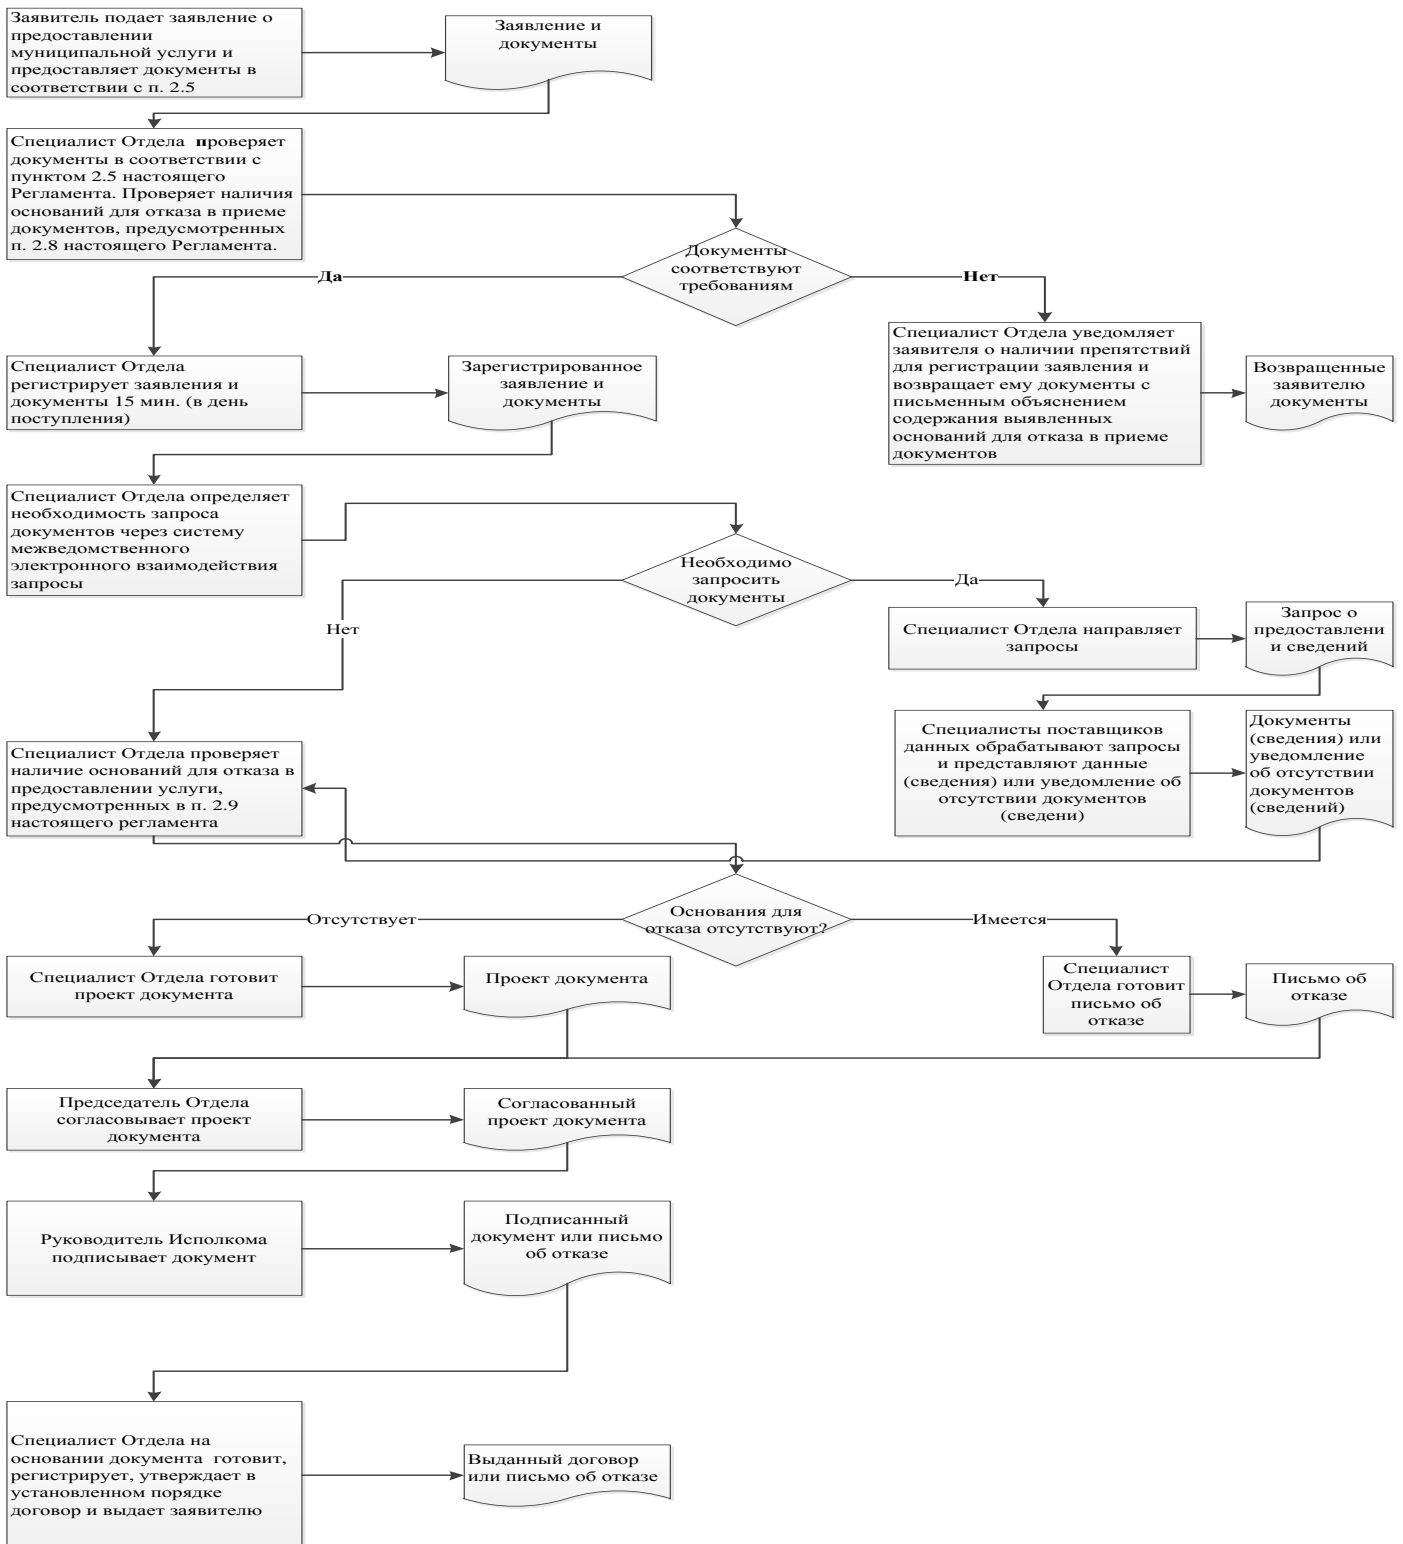 Заявитель подает заявление о
предоставлении
муниципальной услуги и
предоставляет документы в
соответствии с п. 2.5
Заявление и
документы
Специалист Отдела проверяет
документы в соответствии с
пунктом 2.5 настоящего
Регламента. Проверяет наличия
оснований для отказа в приеме
документов, предусмотренных
п. 2.8 настоящего Регламента.
Документы
соответствуют
требованиям
Да
Нет
Специалист Отдела
регистрирует заявления и
документы 15 мин. (в день
поступления)
Зарегистрированное
заявление и
документы
Специалист Отдела уведомляет
заявителя о наличии препятствий
для регистрации заявления и
возвращает ему документы с
письменным объяснением
содержания выявленных
оснований для отказа в приеме
документов
Возвращенные
заявителю
документы
Специалист Отдела определяет
необходимость запроса
документов через систему
межведомственного
электронного взаимодействия
запросы
Необходимо
запросить
документы
Да
Нет
Специалист Отдела направляет
запросы
Запрос о
предоставлени
и сведений
Специалисты поставщиков
данных обрабатывают запросы
и представляют данные
(сведения) или уведомление об
отсутствии документов
(сведени)
Документы
(сведения) или
уведомление
об отсутствии
документов
(сведений)
Специалист Отдела проверяет
наличие оснований для отказа в
предоставлении услуги,
предусмотренных в п. 2.9
настоящего регламента
Основания для
отказа отсутствуют?
Отсутствует
Имеется
Специалист Отдела готовит
проект документа
Проект документа
Специалист
Отдела готовит
письмо об
отказе
Письмо об
отказе
Председатель Отдела
согласовывает проект
документа
Согласованный
проект документа
Руководитель Исполкома
подписывает документ
Подписанный
документ или письмо
об отказе
Специалист Отдела на
основании документа готовит,
регистрирует, утверждает в
установленном порядке
договор и выдает заявителю
Выданный договор
или письмо об отказе